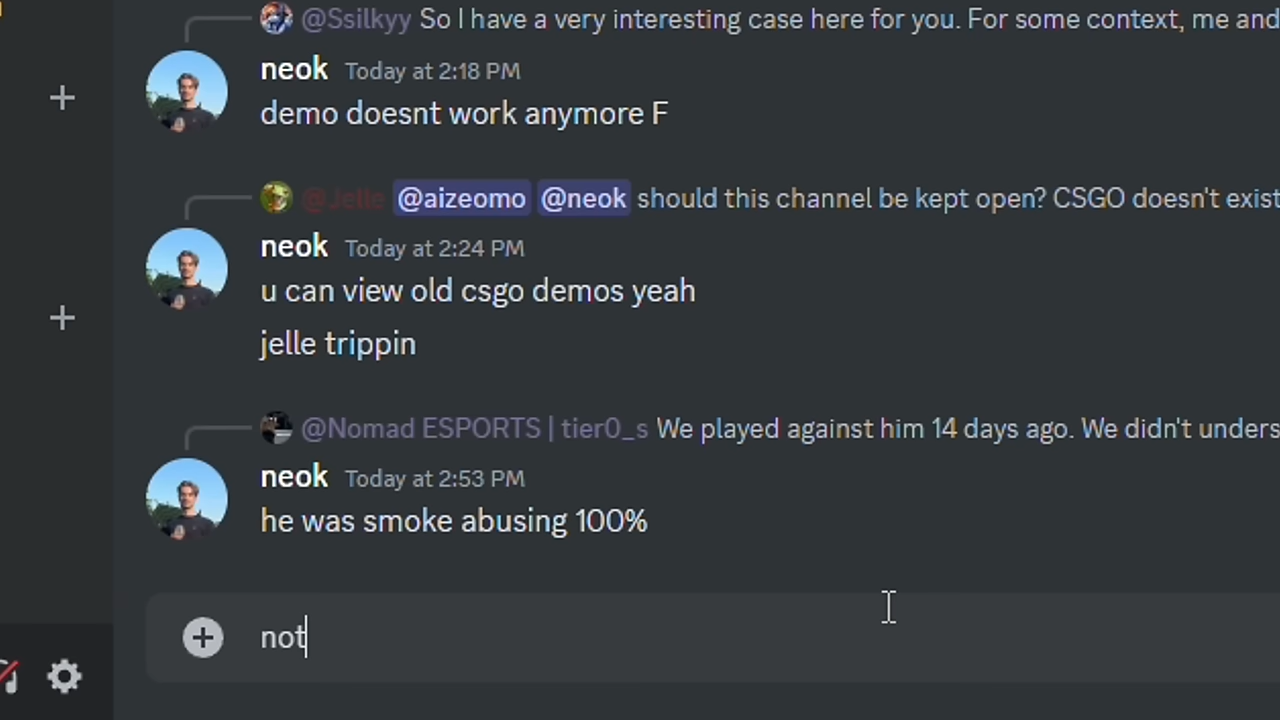 @Ssilkyy So I have a very interesting case here for you. For some context, me and
neok Today at 2:18 PM
demo doesnt work anymore F
@Jelle @aizeomo @neok should this channel be kept open? CSGO doesn't exist
neok Today at 2:24 PM
u can view old csgo demos yeah
jelle trippin
@Nomad ESPORTS | tier0_s We played against him 14 days ago. We didn't unders
neok Today at 2:53 PM
he was smoke abusing 100%
not